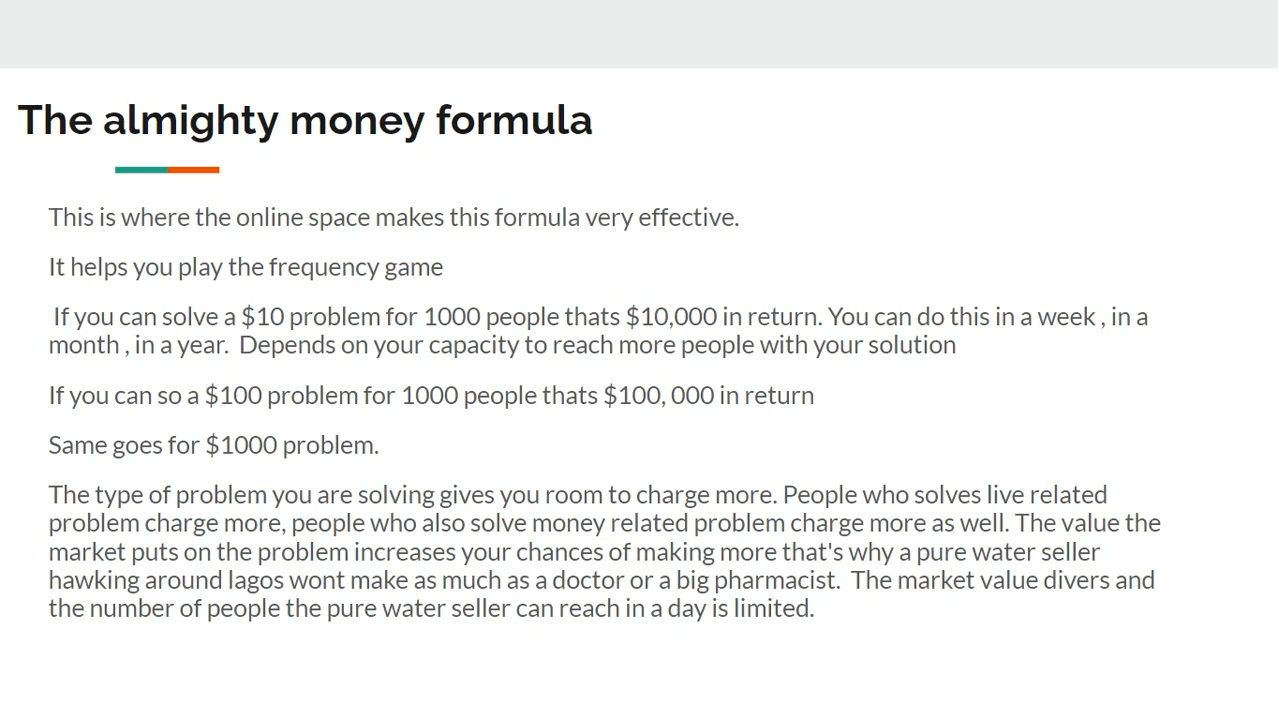 The almighty money formula
This is where the online space makes this formula very effective.
It helps you play the frequency game
If you can solve a $10 problem for 1000 people thats $10,000 in return. You can do this in a week , in a
month , in a year.  Depends on your capacity to reach more people with your solution
If you can so a $100 problem for 1000 people thats $100, 000 in return
Same goes for $1000 problem.
The type of problem you are solving gives you room to charge more. People who solves live related
problem charge more, people who also solve money related problem charge more as well. The value the
market puts on the problem increases your chances of making more that's why a pure water seller
hawking around lagos wont make as much as a doctor or a big pharmacist.  The market value divers and
the number of people the pure water seller can reach in a day is limited.